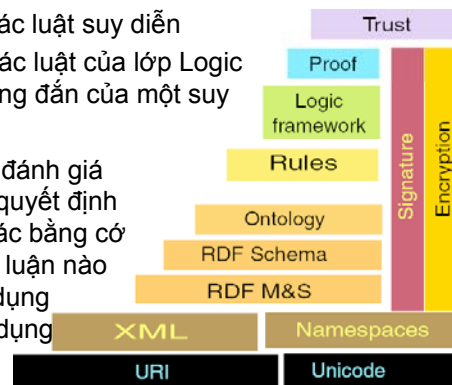 ác luật suy diễn
ác luật của lớp Logic
ng đắn của một suy
đánh giá
quyết định
ác bằng cớ
luận nào
dụng
dụng
Trust
Proof
Logic
framework
Rules
Ontology
RDF Schema
RDF M&S
XML
Namespaces
URI
Unicode
Signature
Encryption